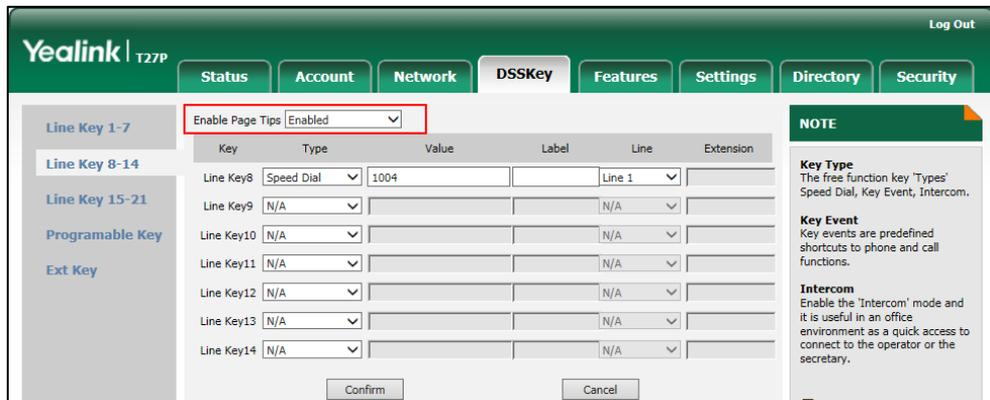 Log Out
Yealink T27P
Status Account Network DSSKey Features Settings Directory Security
Line Key 1-7
Line Key 8-14
Line Key 15-21
Programable Key
Ext Key
Enable Page Tips Enabled
Key Type Value Label Line Extension
Line Key8 Speed Dial 1004 Line 1
Line Key9 N/A N/A
Line Key10 N/A N/A
Line Key11 N/A N/A
Line Key12 N/A N/A
Line Key13 N/A N/A
Line Key14 N/A N/A
Confirm Cancel
NOTE
Key Type
The free function key 'Types'
Speed Dial, Key Event, Intercom.
Key Event
Key events are predefined
shortcuts to phone and call
functions.
Intercom
Enable the 'Intercom' mode and
it is useful in an office
environment as a quick access to
connect to the operator or the
secretary.